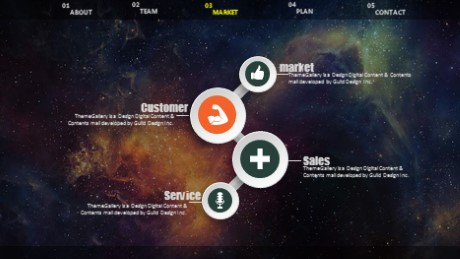 01 ABOUT
02 TEAM
03 MARKET
04 PLAN
05 CONTACT
market
ThemeGallery is a Design Digital Content & Contents
mall developed by Guild Design Inc.
Customer
ThemeGallery is a Design Digital Content &
Contents mall developed by Guild Design Inc.
Sales
ThemeGallery is a Design Digital Content &
Contents mall developed by Guild Design Inc.
Service
ThemeGallery is a Design Digital Content &
Contents mall developed by Guild Design Inc.